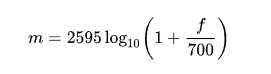 m = 2595 log₁₀(1 + f/700)